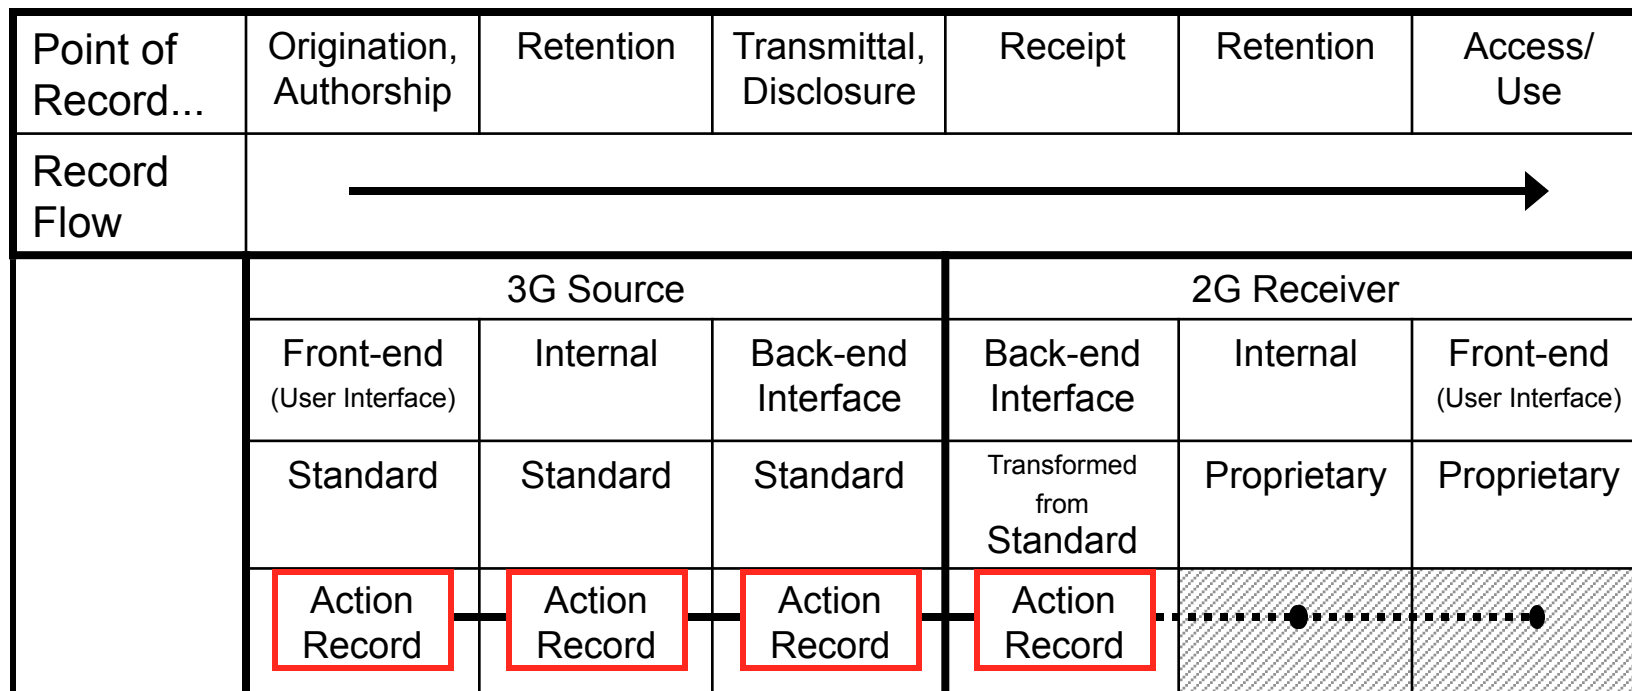 Point of
Record...
Origination,
Authorship
Retention
Transmittal,
Disclosure
Receipt
Retention
Access/
Use
Record
Flow
3G Source
2G Receiver
Front-end
(User Interface)
Internal
Back-end
Interface
Back-end
Interface
Internal
Front-end
(User Interface)
Standard
Standard
Standard
Transformed
from
Standard
Proprietary
Proprietary
Action
Record
Action
Record
Action
Record
Action
Record